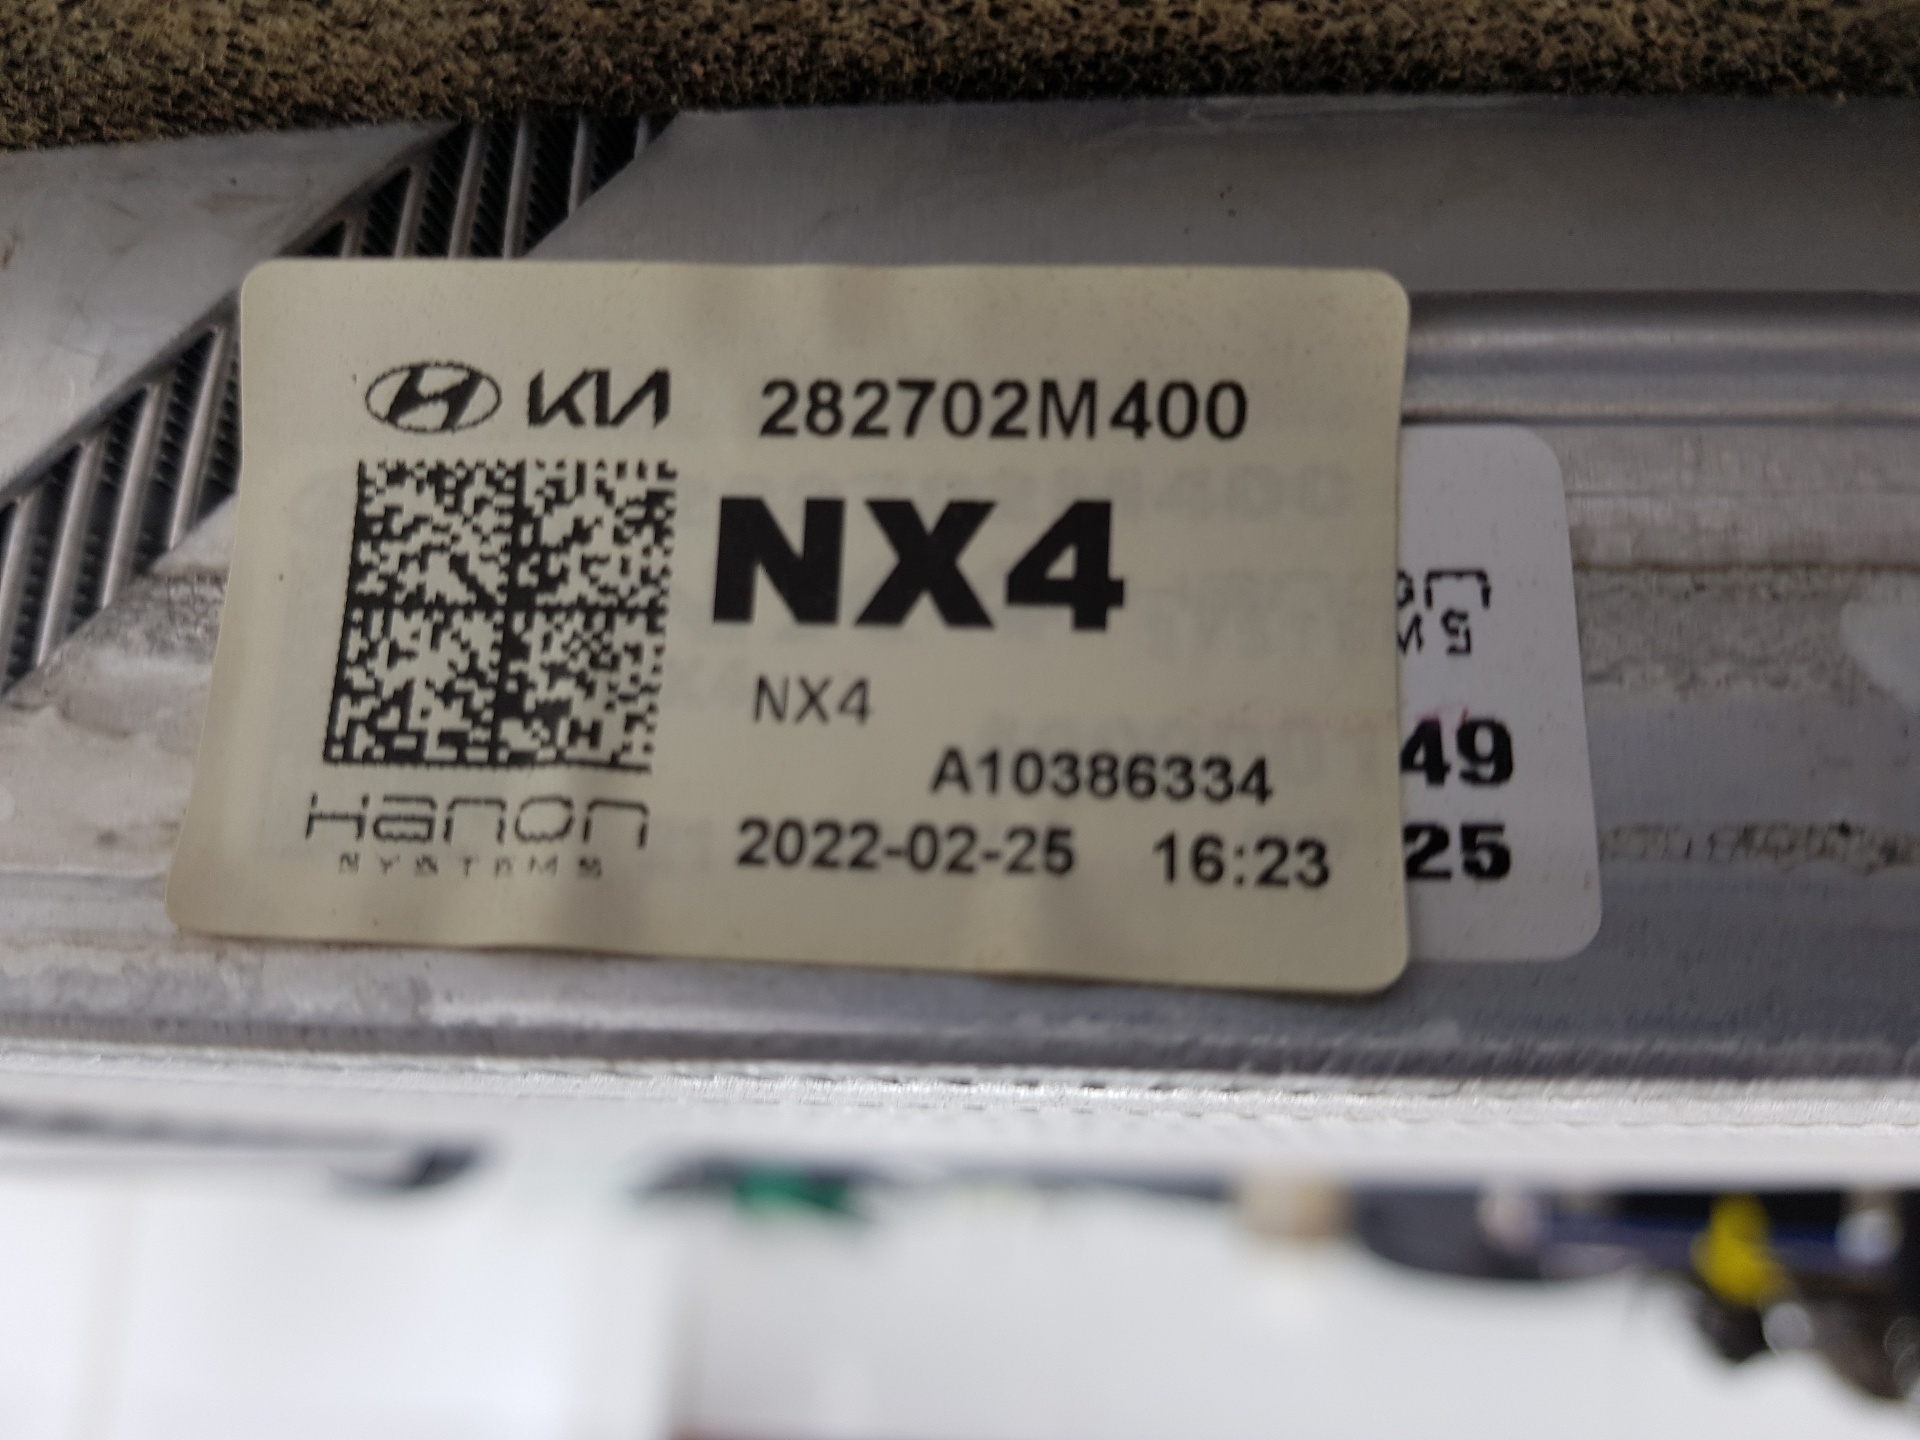 KIA 282702M400
NX4
NX4
A10386334
Hanon
SYSTEMS
2022-02-25 16:23
49
25